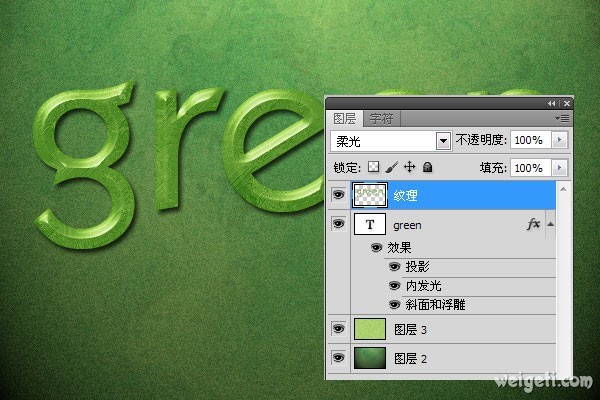 green
图层 字符
柔光 不透明度: 100%
锁定: 填充: 100%
纹理
T green fx
效果
投影
内发光
斜面和浮雕
图层 3
图层 2
weigeti.com